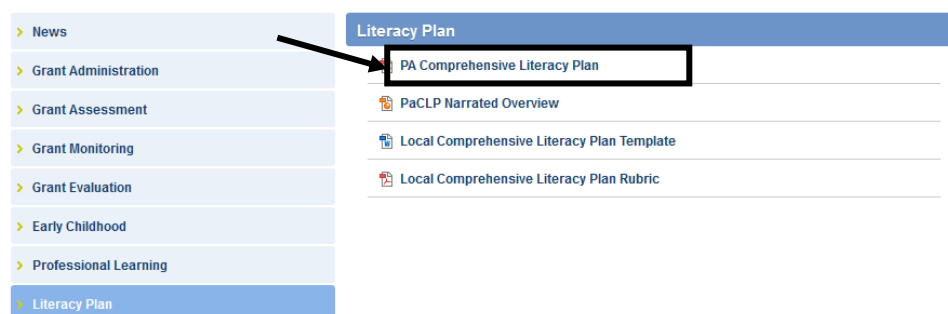 News
Grant Administration
Grant Assessment
Grant Monitoring
Grant Evaluation
Early Childhood
Professional Learning
Literacy Plan
Literacy Plan
PA Comprehensive Literacy Plan
PaCLP Narrated Overview
Local Comprehensive Literacy Plan Template
Local Comprehensive Literacy Plan Rubric